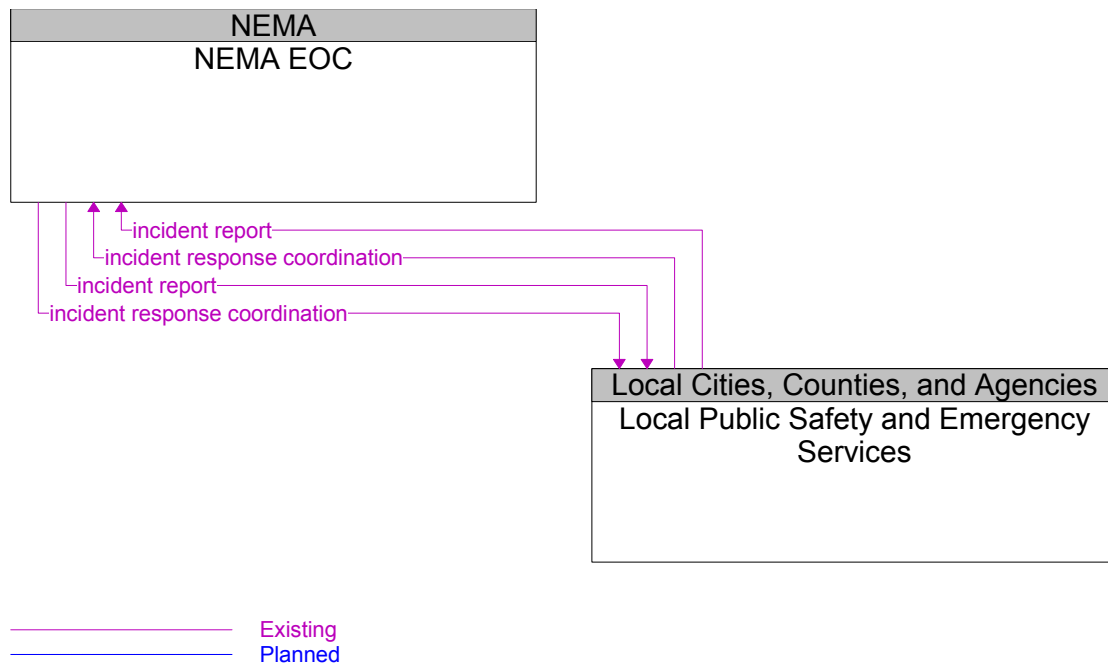 NEMA
NEMA EOC
incident report
incident response coordination
incident report
incident response coordination
Local Cities, Counties, and Agencies
Local Public Safety and Emergency
Services
Existing
Planned